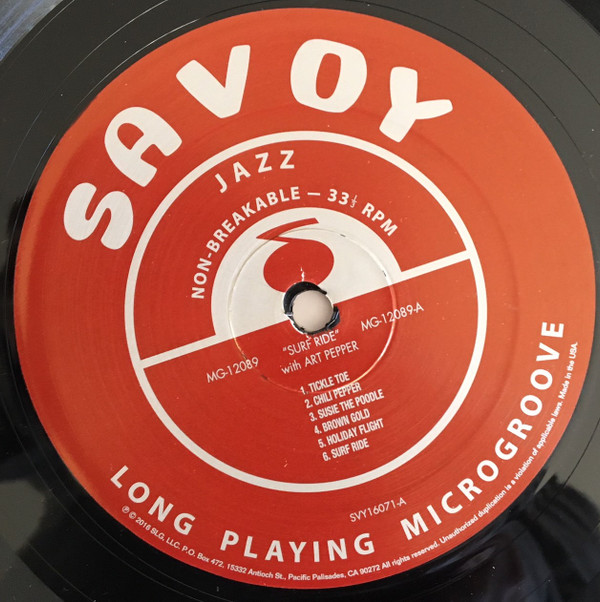 SAVOY
JAZZ
NON-BREAKABLE — 33⅓ RPM
MG-12089
MG-12089-A
"SURF RIDE"
with ART PEPPER
1. TICKLE TOE
2. CHILI PEPPER
3. SUSIE THE POODLE
4. BROWN GOLD
5. HOLIDAY FLIGHT
6. SURF RIDE
SVY16071-A
LONG PLAYING MICROGROOVE
℗ © 2016 SLG, LLC. P.O. Box 472, 15332 Antioch St., Pacific Palisades, CA 90272 All rights reserved. Unauthorized duplication is a violation of applicable laws. Made in the USA.